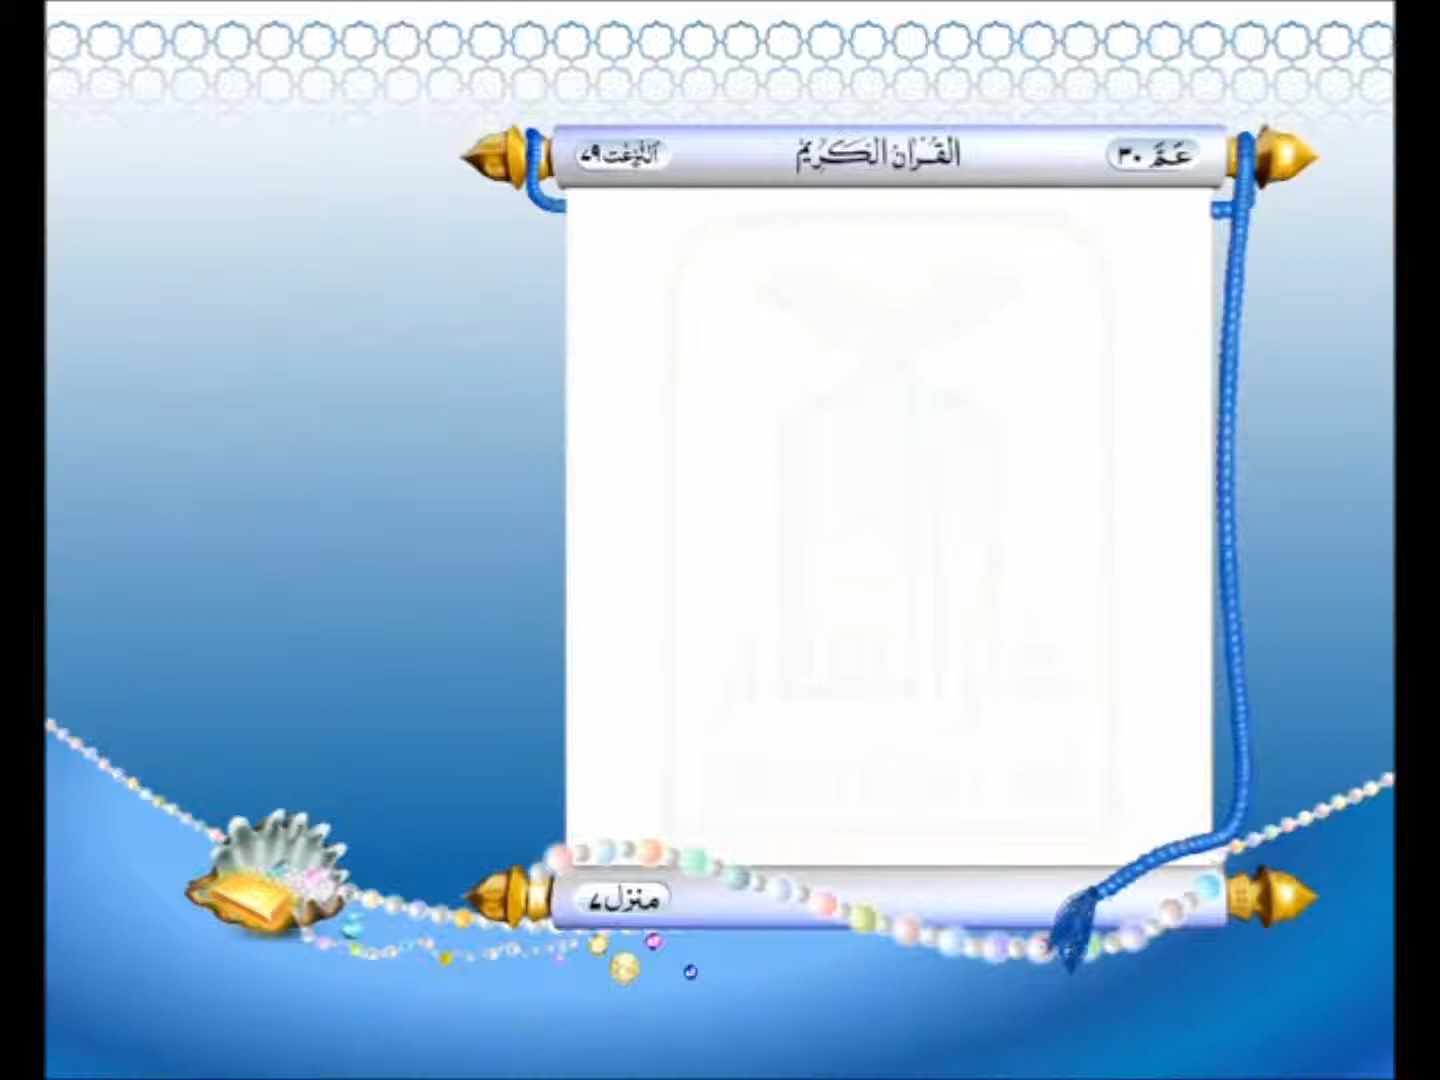 عَمَّ ٣٠
القرآن الكريم
النّٰزعٰت ٧٩
منزل ٧